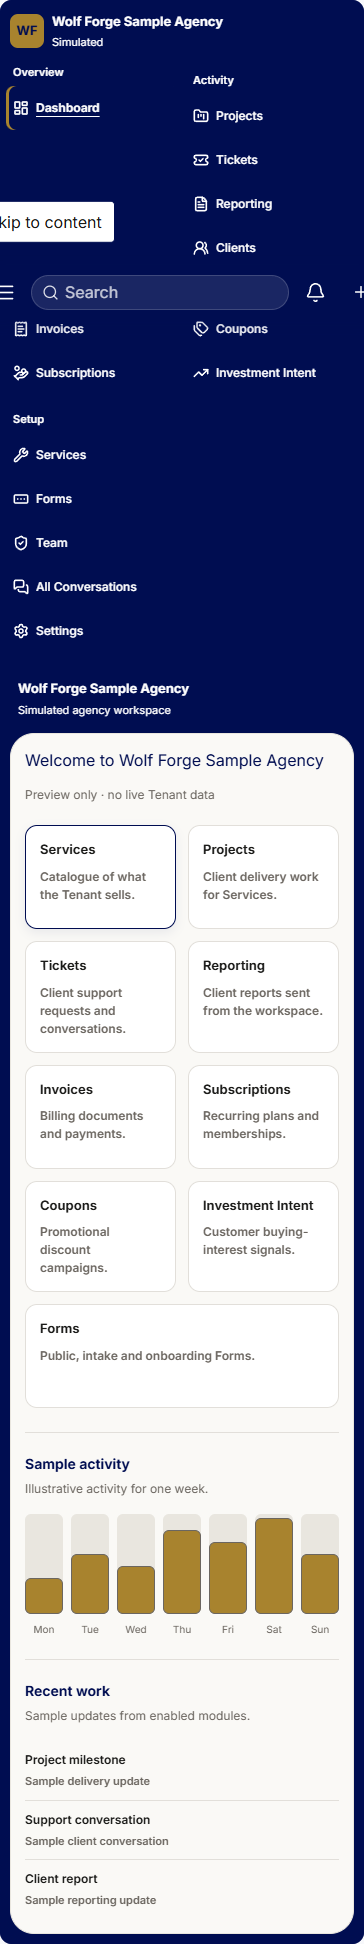 WF
Wolf Forge Sample Agency
Simulated
Overview
Dashboard
Activity
Projects
Tickets
Reporting
Clients
kip to content
Search
Invoices
Coupons
Subscriptions
Investment Intent
Setup
Services
Forms
Team
All Conversations
Settings
Wolf Forge Sample Agency
Simulated agency workspace
Welcome to Wolf Forge Sample Agency
Preview only · no live Tenant data
Services
Catalogue of what
the Tenant sells.
Projects
Client delivery work
for Services.
Tickets
Client support
requests and
conversations.
Reporting
Client reports sent
from the workspace.
Invoices
Billing documents
and payments.
Subscriptions
Recurring plans and
memberships.
Coupons
Promotional
discount
campaigns.
Investment Intent
Customer buying-
interest signals.
Forms
Public, intake and onboarding Forms.
Sample activity
Illustrative activity for one week.
Mon Tue Wed Thu Fri Sat Sun
Recent work
Sample updates from enabled modules.
Project milestone
Sample delivery update
Support conversation
Sample client conversation
Client report
Sample reporting update